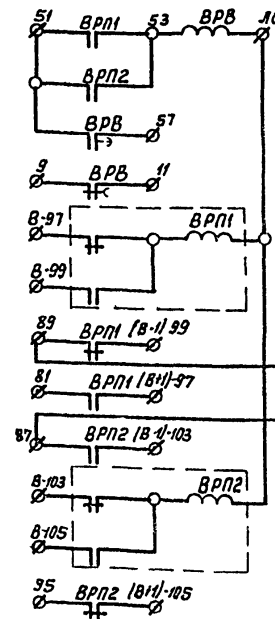 51 ВРП1 53 ВРВ Л0
ВРП2
ВРВ 57
9 ВРВ 11
В-97 ВРП1
В-99
89 ВРП1 (В-1)-99
81 ВРП1 (В+1)-97
87 ВРП2 (В-1)-103
В-103 ВРП2
В-105
95 ВРП2 (В+1)-105